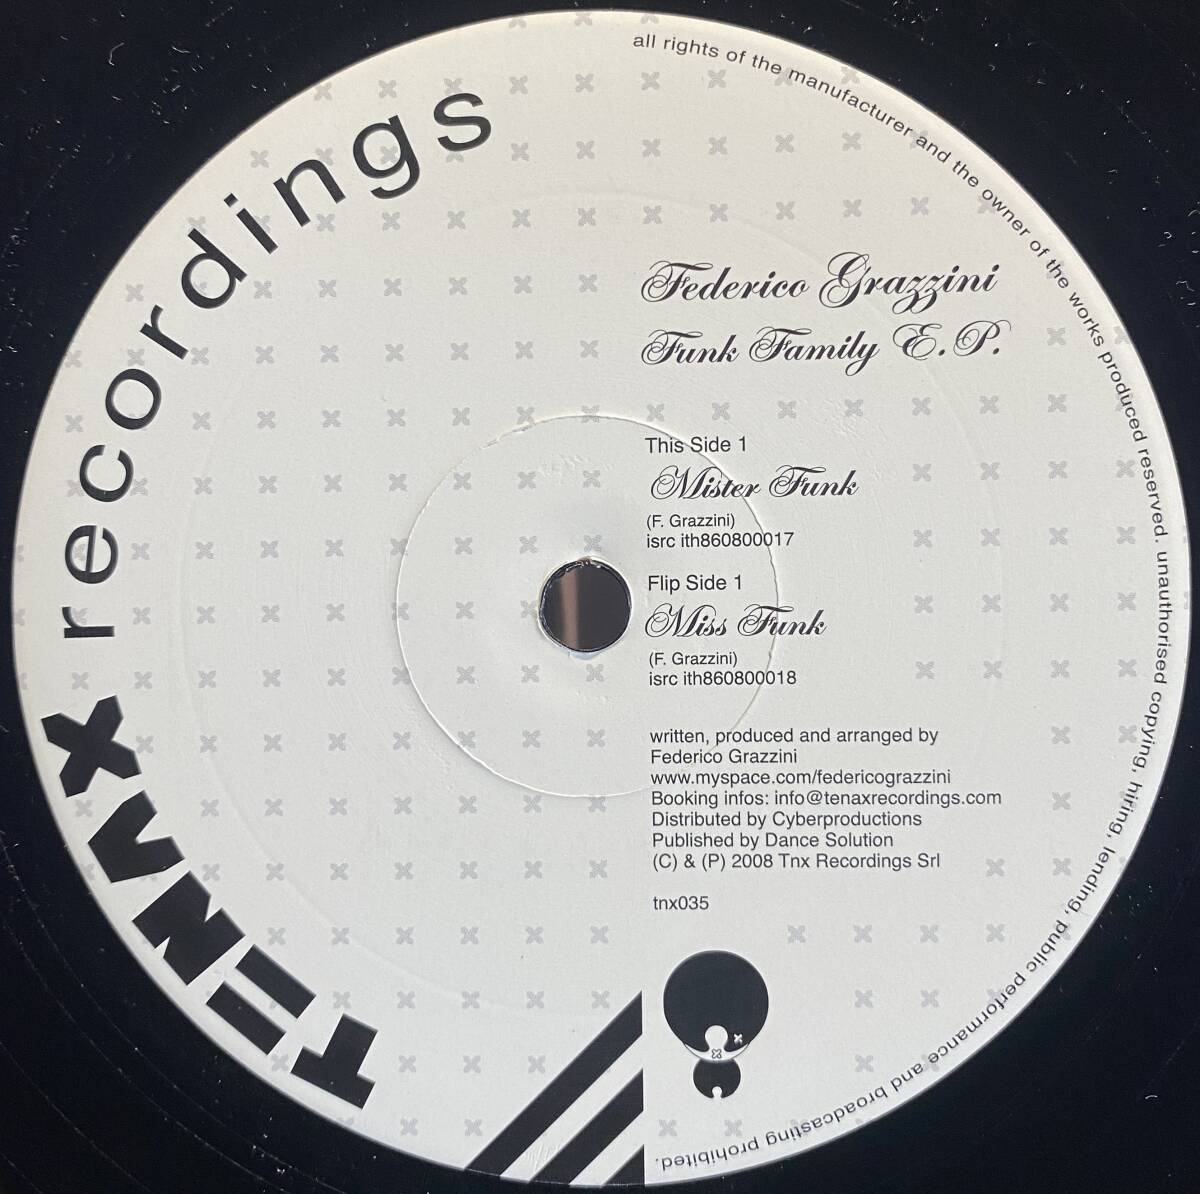 TENAX recordings
all rights of the manufacturer and the owner of the works produced reserved. unauthorised copying, hiring, lending, public performance and broadcasting prohibited.
Federico Grazzini
Funk Family E.P.
This Side 1
Mister Funk
(F. Grazzini)
isrc ith860800017
Flip Side 1
Miss Funk
(F. Grazzini)
isrc ith860800018
written, produced and arranged by
Federico Grazzini
www.myspace.com/federicograzzini
Booking infos: info@tenaxrecordings.com
Distributed by Cyberproductions
Published by Dance Solution
(C) & (P) 2008 Tnx Recordings Srl
tnx035